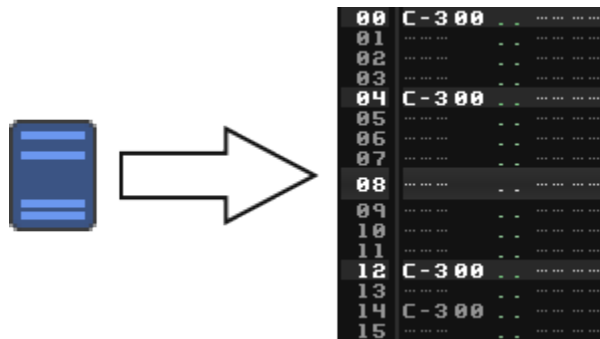 00 C-300 .. ··· ···
01 ··· .. ··· ···
02 ··· .. ··· ···
03 ··· .. ··· ···
04 C-300 .. ··· ···
05 ··· .. ··· ···
06 ··· .. ··· ···
07 ··· .. ··· ···
08 ··· .. ··· ···
09 ··· .. ··· ···
10 ··· .. ··· ···
11 ··· .. ··· ···
12 C-300 .. ··· ···
13 ··· .. ··· ···
14 C-300 .. ··· ···
15 ··· .. ··· ···